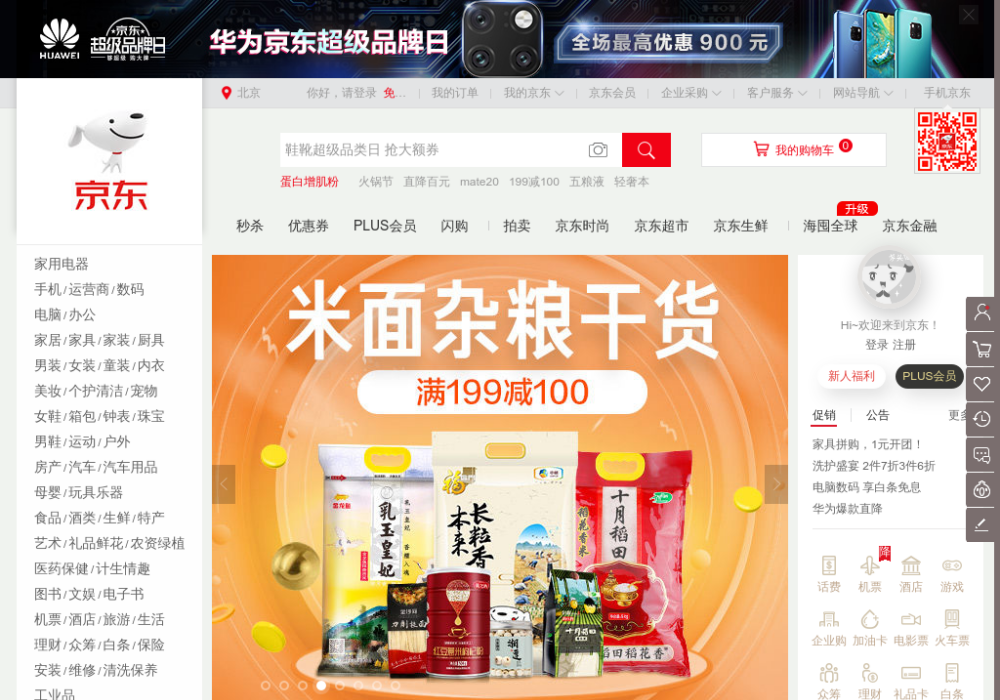 HUAWEI
京东
超级品牌日
华为京东超级品牌日
全场最高优惠 900 元
京东
北京
你好，请登录 免...
我的订单
我的京东
京东会员
企业采购
客户服务
网站导航
手机京东
鞋靴超级品类日 抢大额券
我的购物车 0
蛋白增肌粉 火锅节 直降百元 mate20 199减100 五粮液 轻奢本
升级
秒杀 优惠券 PLUS会员 闪购 拍卖 京东时尚 京东超市 京东生鲜 海囤全球 京东金融
家用电器
手机/运营商/数码
电脑/办公
家居/家具/家装/厨具
男装/女装/童装/内衣
美妆/个护清洁/宠物
女鞋/箱包/钟表/珠宝
男鞋/运动/户外
房产/汽车/汽车用品
母婴/玩具乐器
食品/酒类/生鲜/特产
艺术/礼品鲜花/农资绿植
医药保健/计生情趣
图书/文娱/电子书
机票/酒店/旅游/生活
理财/众筹/白条/保险
安装/维修/清洗保养
工业品
米面杂粮干货
满199减100
乳玉皇妃
福
本来
长粒香
十月稻田
稻花香米
红豆薏米枸杞粉
十月稻田
稻田稻花香
Hi~欢迎来到京东！
登录 注册
新人福利 PLUS会员
促销 公告 更多
家具拼购，1元开团！
洗护盛宴 2件7折3件6折
电脑数码 享白条免息
华为爆款直降
降
话费 机票 酒店 游戏
企业购 加油卡 电影票 火车票
众筹 理财 礼品卡 白条